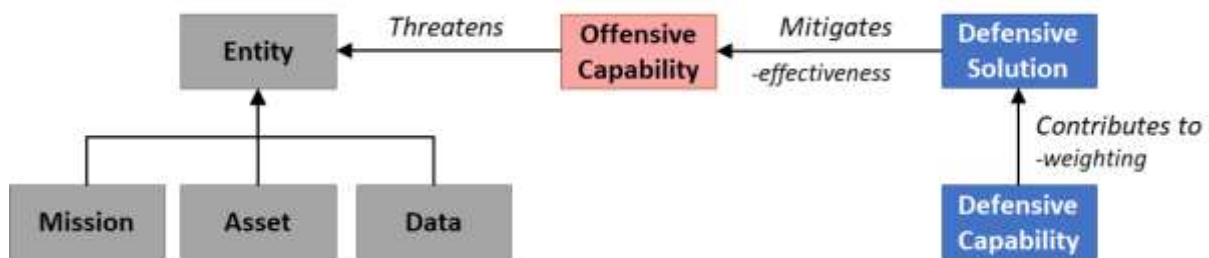 Entity
Threatens
Offensive
Capability
Mitigates
-effectiveness
Defensive
Solution
Contributes to
-weighting
Mission
Asset
Data
Defensive
Capability